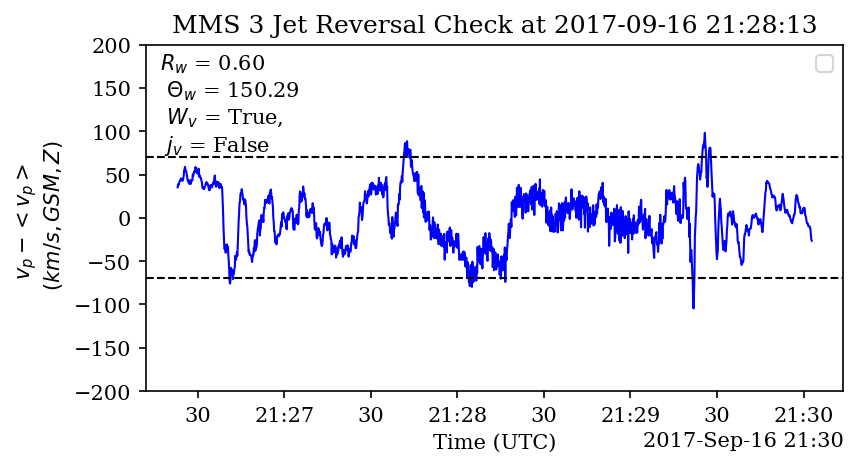 MMS 3 Jet Reversal Check at 2017-09-16 21:28:13
200
150
100
50
0
−50
−100
−150
−200
v_p − < v_p >
(km/s, GSM, Z)
R_w = 0.60
Θ_w = 150.29
W_v = True,
j_v = False
30 21:27 30 21:28 30 21:29 30 21:30
Time (UTC)
2017-Sep-16 21:30